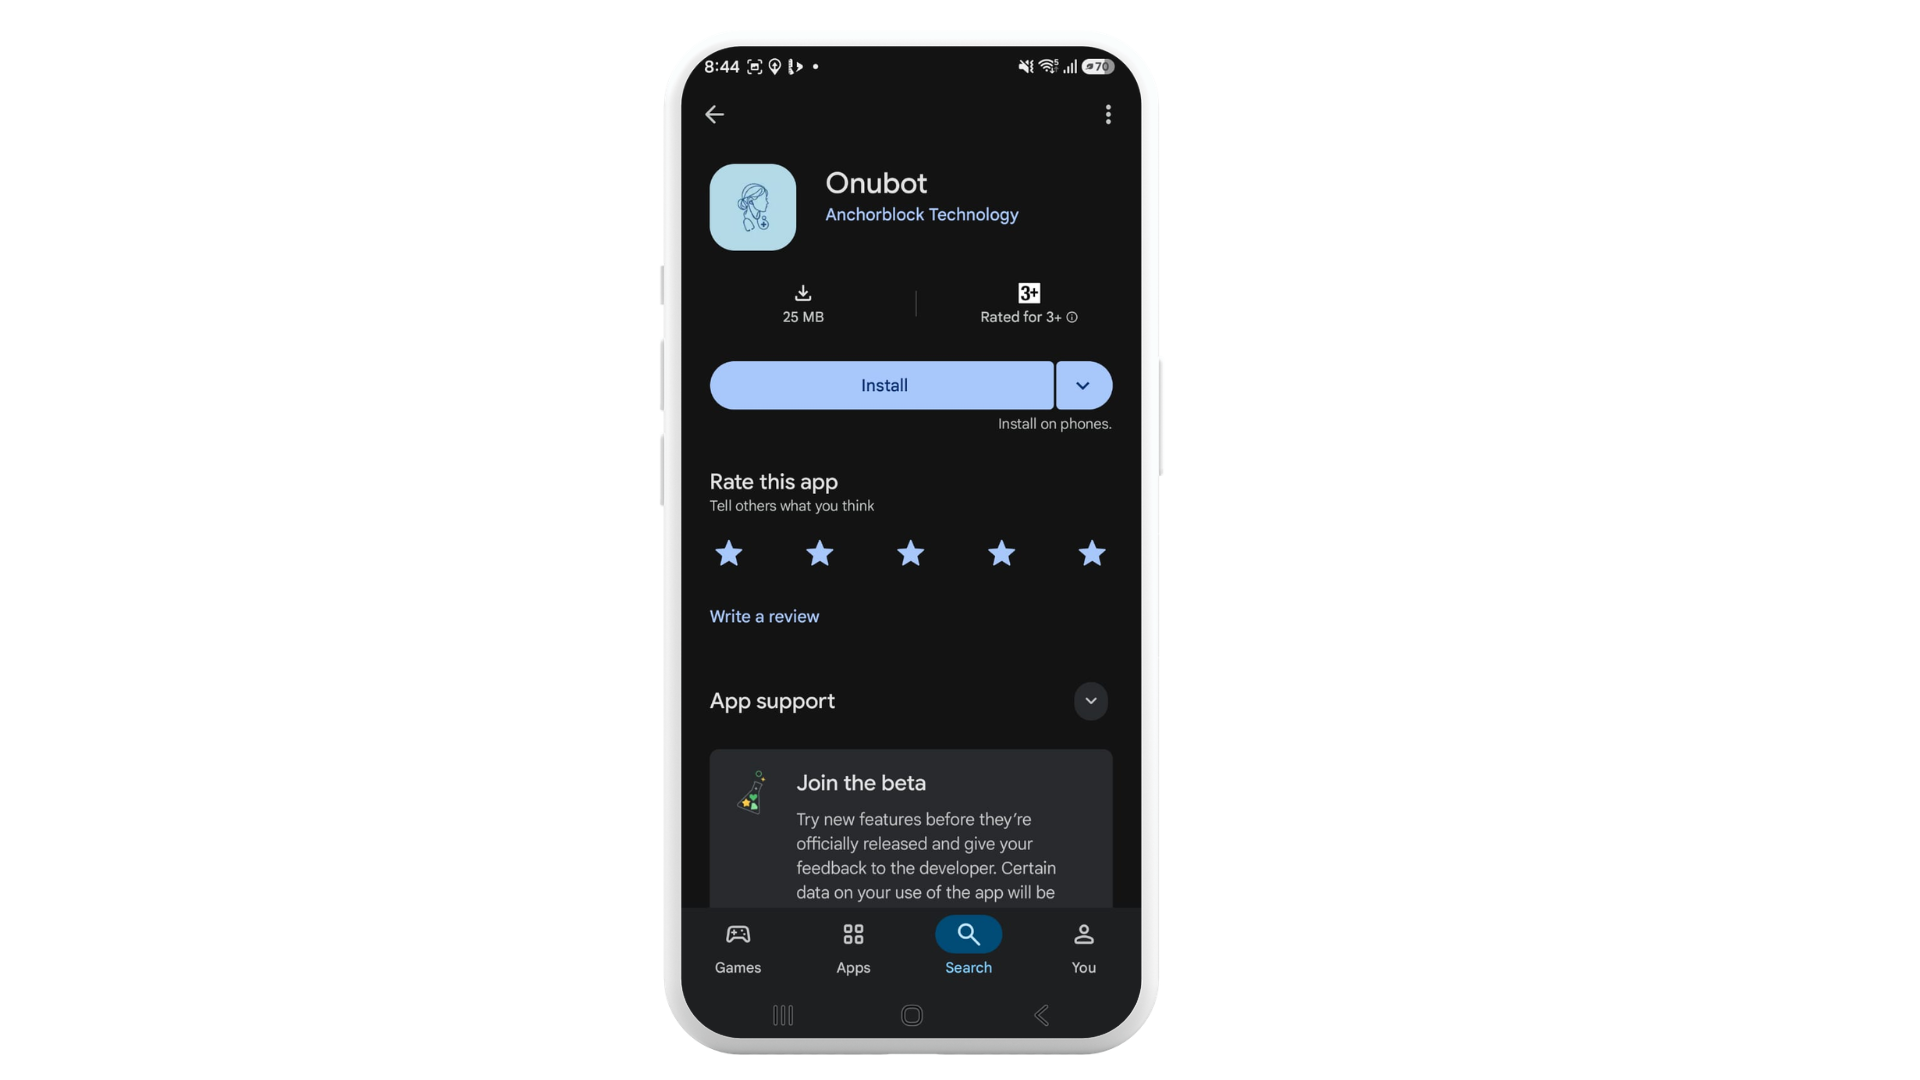 8:44
5
70
Onubot
Anchorblock Technology
25 MB
3+
Rated for 3+
Install
Install on phones.
Rate this app
Tell others what you think
Write a review
App support
Join the beta
Try new features before they're
officially released and give your
feedback to the developer. Certain
data on your use of the app will be
Games
Apps
Search
You